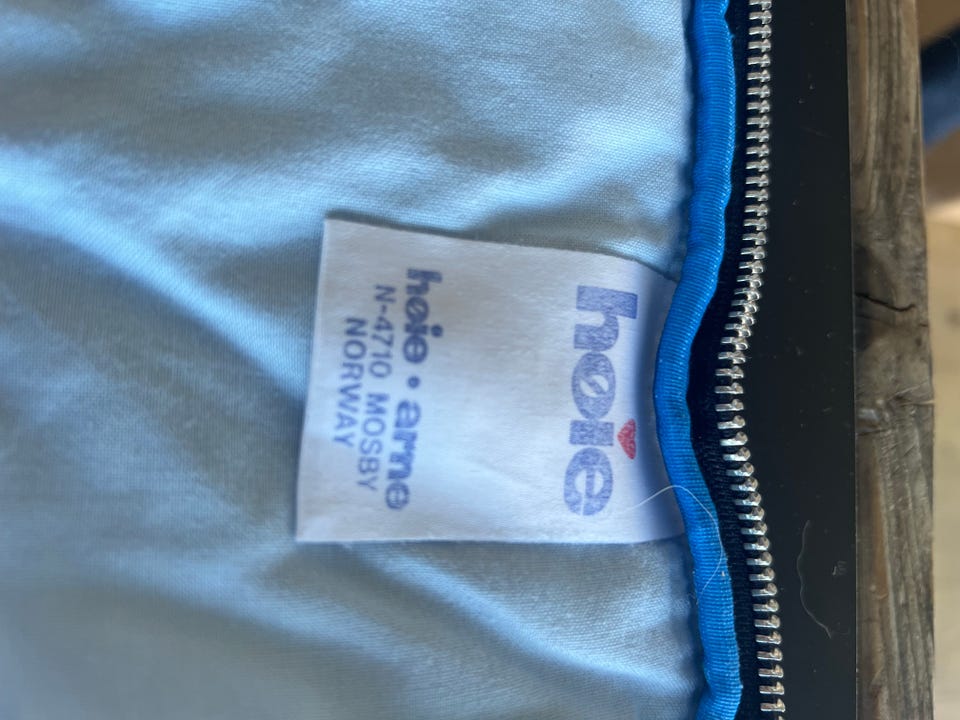 høie
høie • arne
N-4710 MOSBY
NORWAY